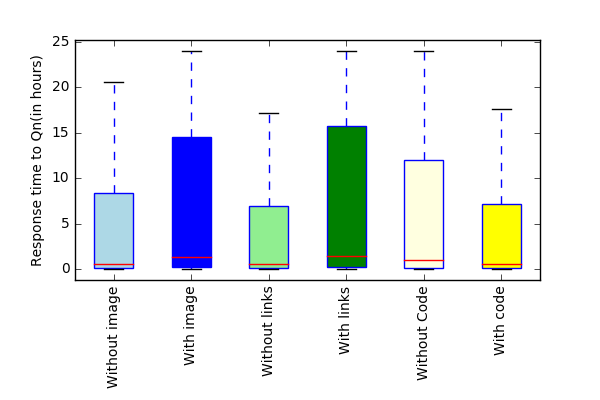 Response time to Qn(in hours)
25
20
15
10
5
0
Without image
With image
Without links
With links
Without Code
With code